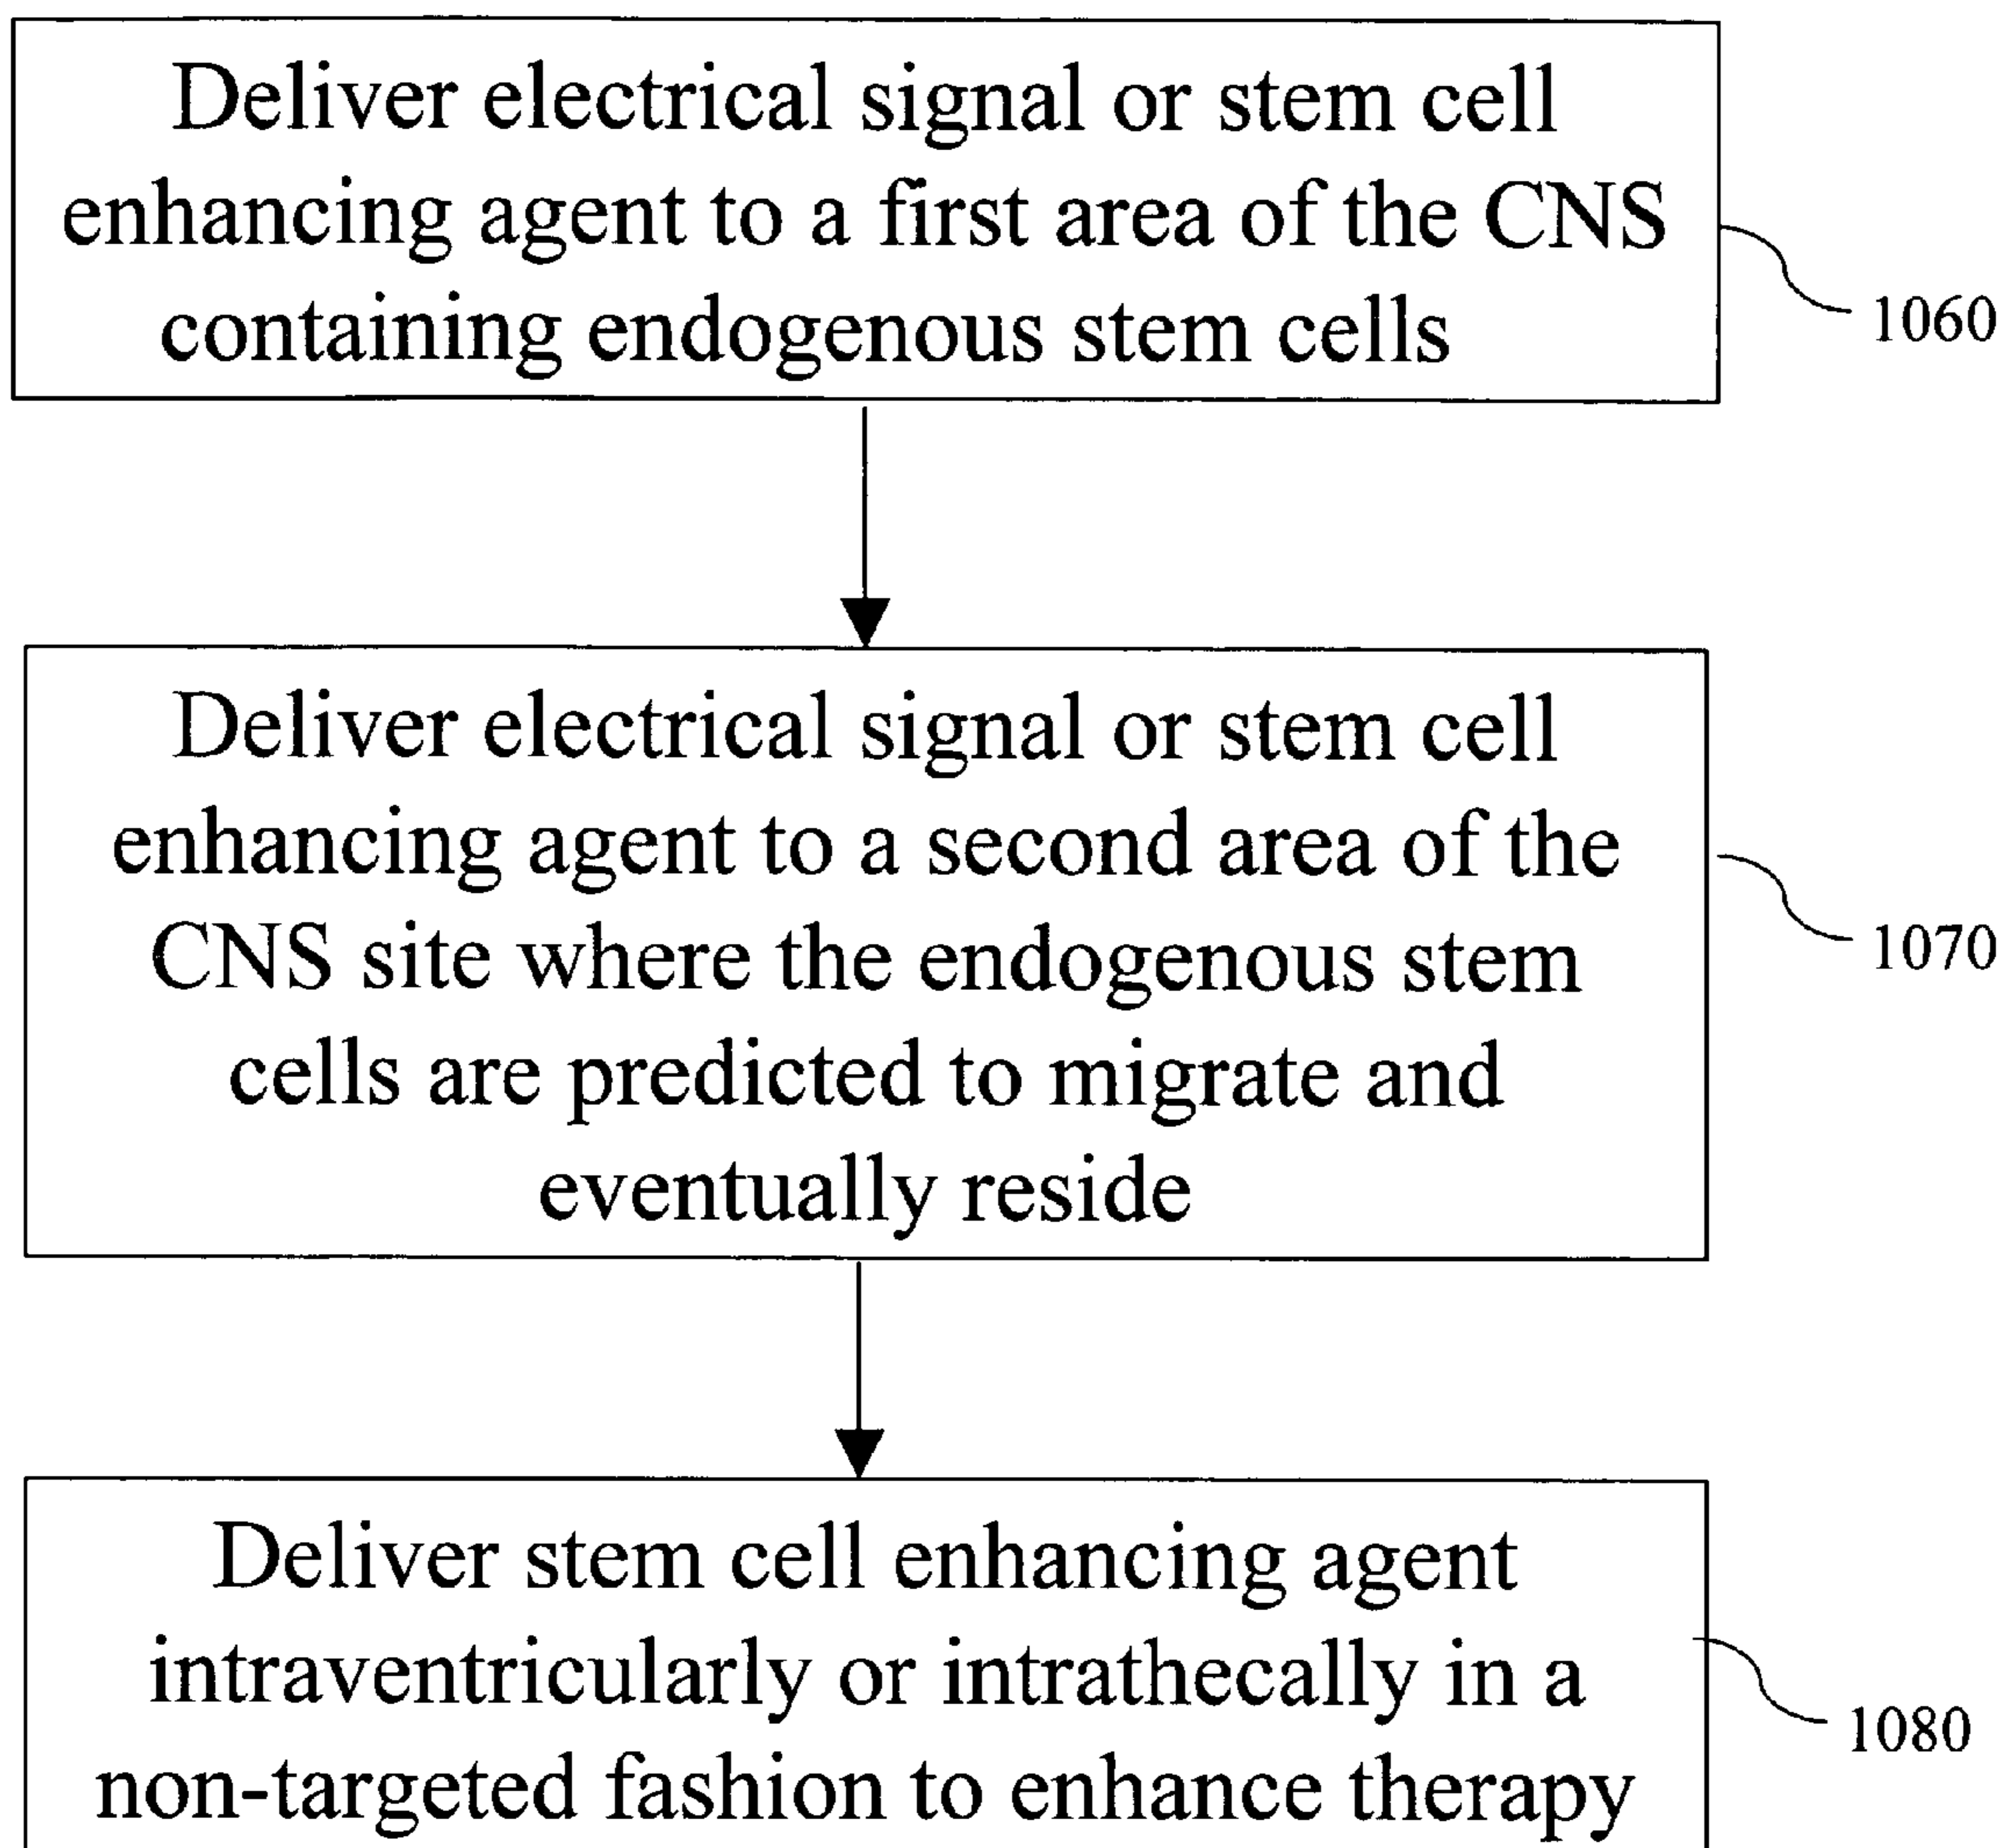 Deliver electrical signal or stem cell
enhancing agent to a first area of the CNS
containing endogenous stem cells
1060
Deliver electrical signal or stem cell
enhancing agent to a second area of the
CNS site where the endogenous stem
cells are predicted to migrate and
eventually reside
1070
Deliver stem cell enhancing agent
intraventricularly or intrathecally in a
non-targeted fashion to enhance therapy
1080